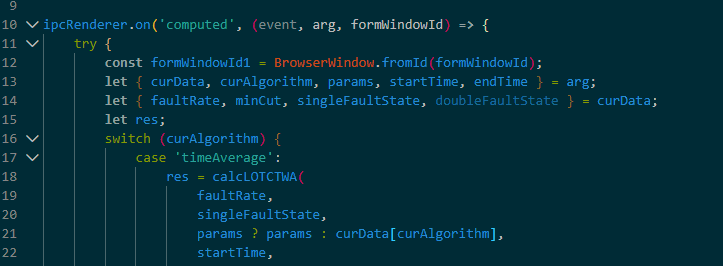 9
10 ipcRenderer.on('computed', (event, arg, formWindowId) => {
11 try {
12 const formWindowId1 = BrowserWindow.fromId(formWindowId);
13 let { curData, curAlgorithm, params, startTime, endTime } = arg;
14 let { faultRate, minCut, singleFaultState, doubleFaultState } = curData;
15 let res;
16 switch (curAlgorithm) {
17 case 'timeAverage':
18 res = calcLOTCTWA(
19 faultRate,
20 singleFaultState,
21 params ? params : curData[curAlgorithm],
22 startTime,